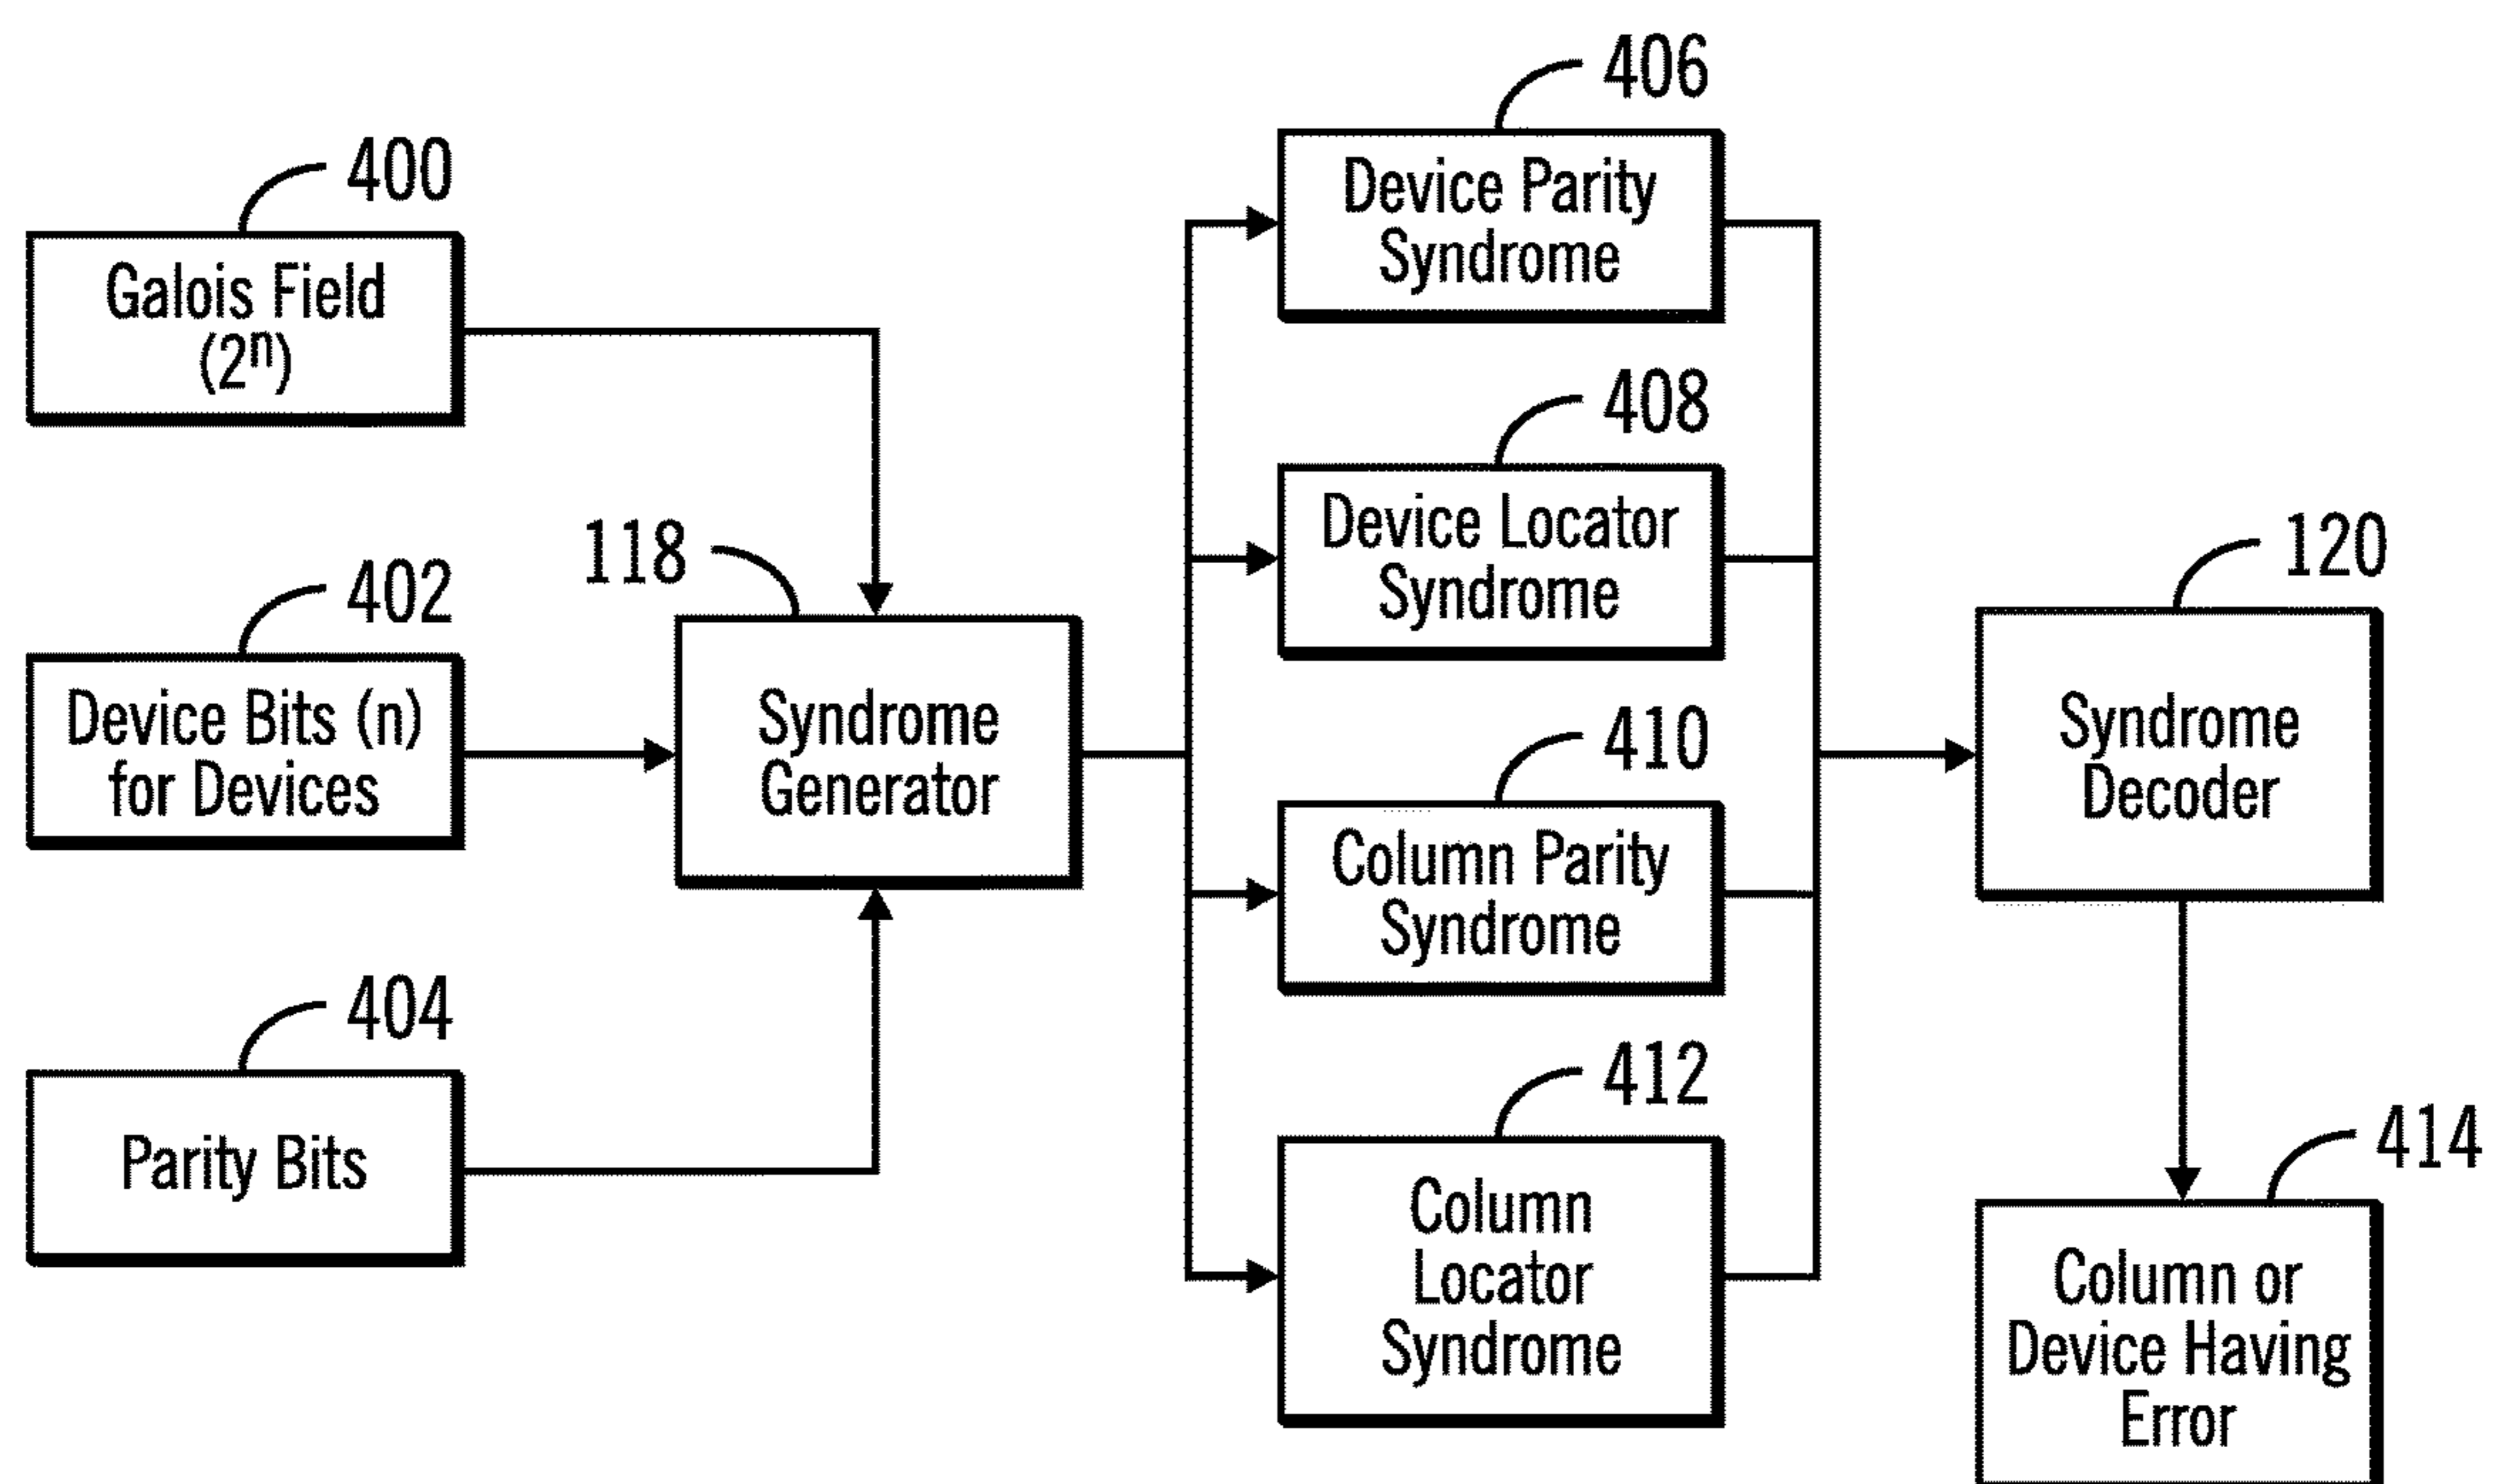 400
Galois Field
(2ⁿ)
402
Device Bits (n)
for Devices
404
Parity Bits
118
Syndrome
Generator
406
Device Parity
Syndrome
408
Device Locator
Syndrome
410
Column Parity
Syndrome
412
Column
Locator
Syndrome
120
Syndrome
Decoder
414
Column or
Device Having
Error